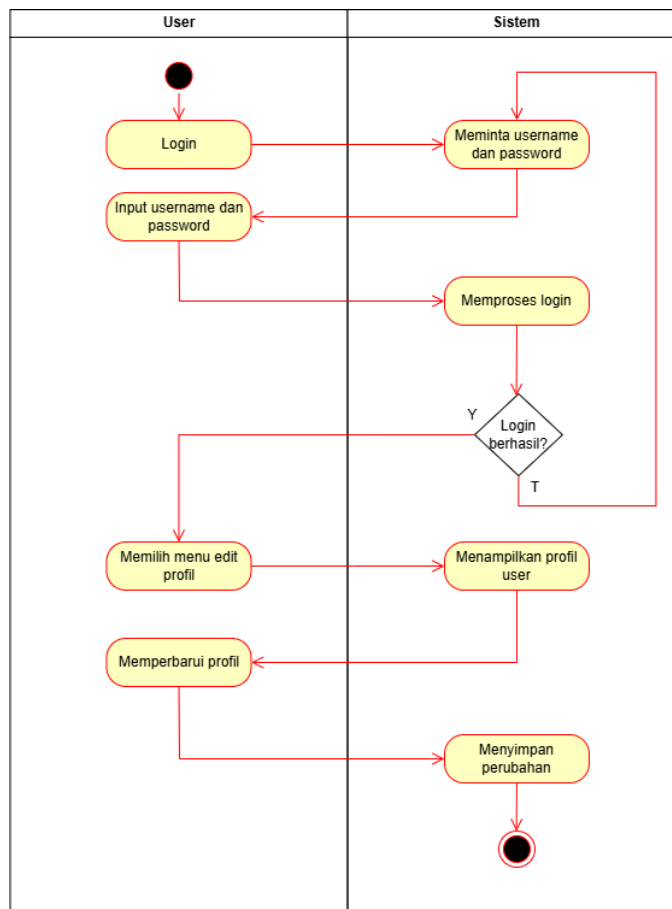 User
Sistem
Login
Meminta username
dan password
Input username dan
password
Memproses login
Y
Login
berhasil?
T
Memilih menu edit
profil
Menampilkan profil
user
Memperbarui profil
Menyimpan
perubahan